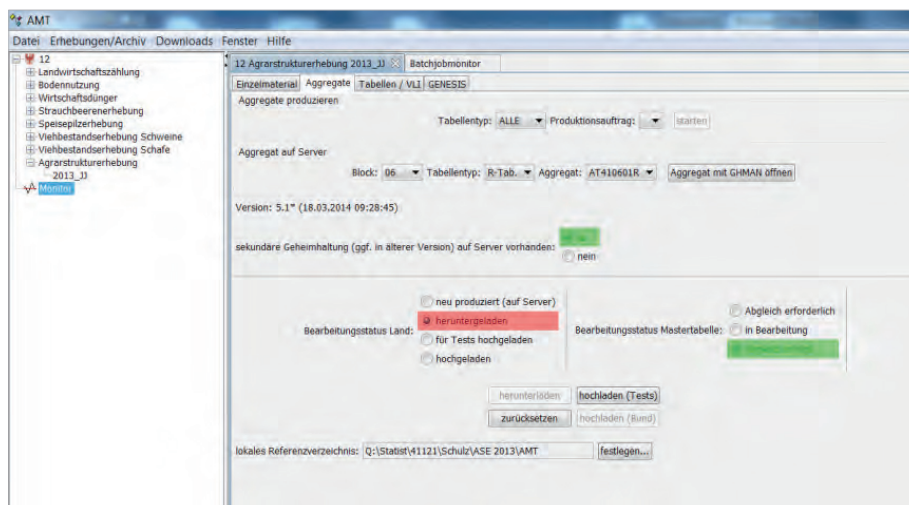 AMT
Datei Erhebungen/Archiv Downloads Fenster Hilfe
12
Landwirtschaftszählung
Bodennutzung
Wirtschaftsdünger
Strauchbeerenerhebung
Speisepilzerhebung
Viehbestandserhebung Schweine
Viehbestandserhebung Schafe
Agrarstrukturerhebung
2013_JJ
Monitor
12 Agrarstrukturerhebung 2013_JJ Batchjobmonitor
Einzelmaterial Aggregate Tabellen / VLI GENESIS
Aggregate produzieren
Tabellentyp: ALLE Produktionsauftrag: starten
Aggregat auf Server
Block: 06 Tabellentyp: R-Tab. Aggregat: AT410601R Aggregat mit GHMAN öffnen
Version: 5.1* (18.03.2014 09:28:45)
sekundäre Geheimhaltung (ggf. in älterer Version) auf Server vorhanden:
nein
Bearbeitungsstatus Land:
neu produziert (auf Server)
heruntergeladen
für Tests hochgeladen
hochgeladen
Bearbeitungsstatus Mastertabelle:
Abgleich erforderlich
in Bearbeitung
herunterladen hochladen (Tests)
zurücksetzen hochladen (Bund)
lokales Referenzverzeichnis: Q:\Statist\41121\Schulz\ASE 2013\AMT festlegen...